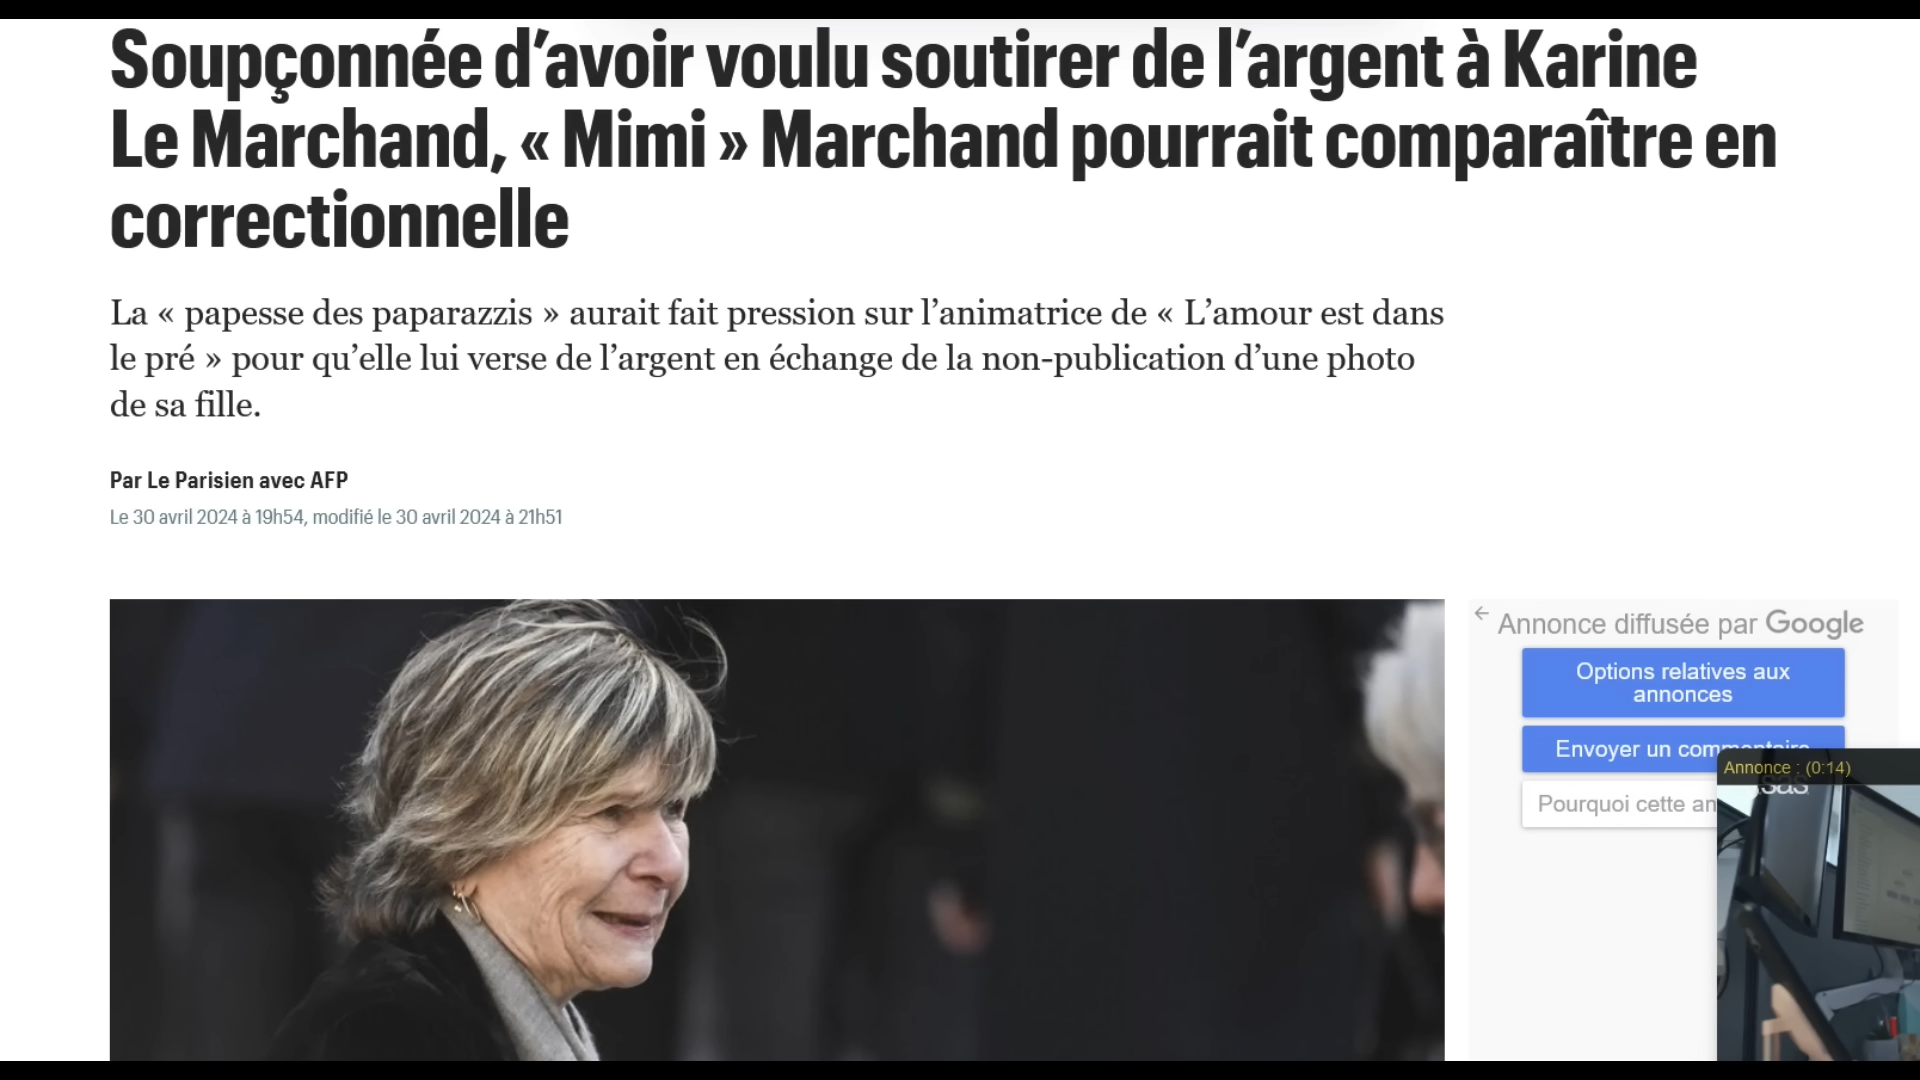 Soupçonnée d’avoir voulu soutirer de l’argent à Karine
Le Marchand, « Mimi » Marchand pourrait comparaître en
correctionnelle
La « papesse des paparazzis » aurait fait pression sur l’animatrice de « L’amour est dans
le pré » pour qu’elle lui verse de l’argent en échange de la non-publication d’une photo
de sa fille.
Par Le Parisien avec AFP
Le 30 avril 2024 à 19h54, modifié le 30 avril 2024 à 21h51
Annonce diffusée par Google
Options relatives aux
annonces
Envoyer un commentaire
Pourquoi cette an
Annonce : (0:14)